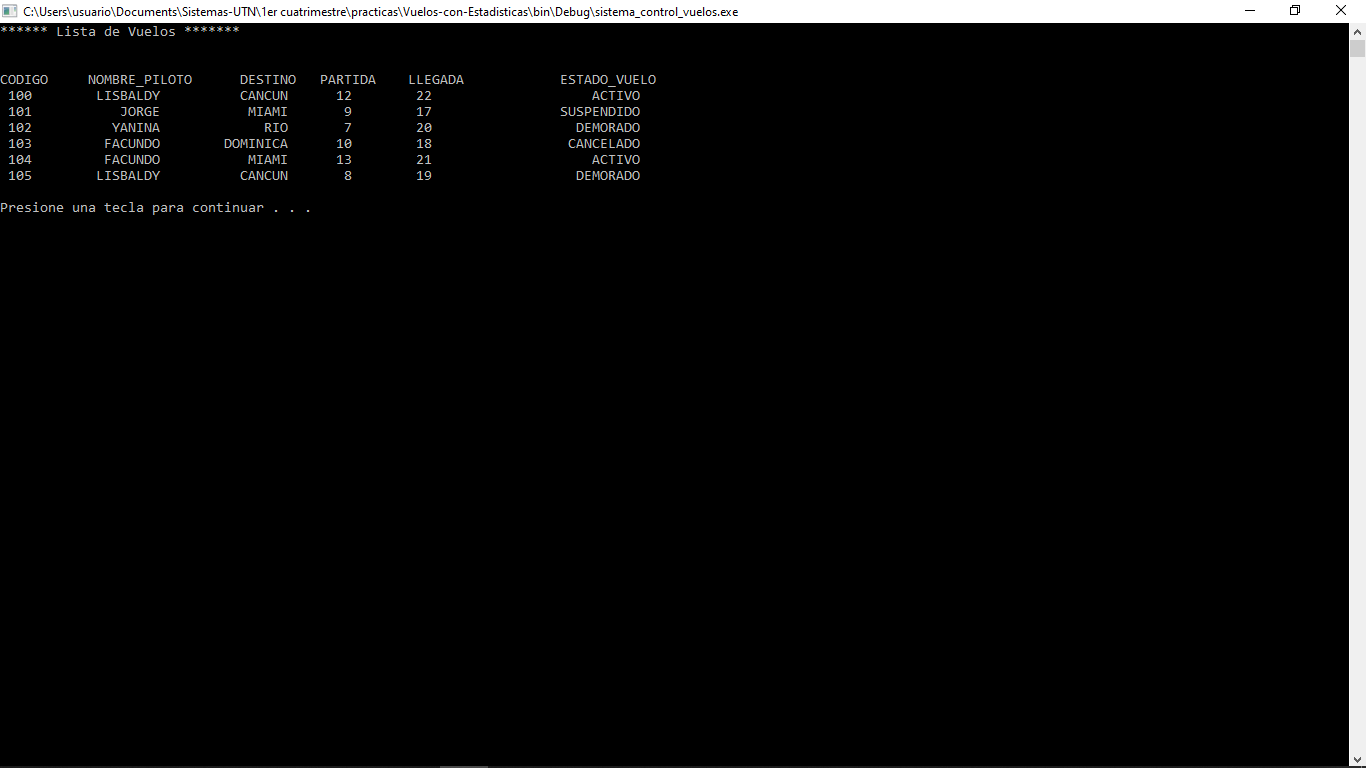 C:\Users\usuario\Documents\Sistemas-UTN\1er cuatrimestre\practicas\Vuelos-con-Estadisticas\bin\Debug\sistema_control_vuelos.exe
****** Lista de Vuelos *******
CODIGO     NOMBRE_PILOTO      DESTINO   PARTIDA    LLEGADA            ESTADO_VUELO
 100        LISBALDY          CANCUN      12        22                    ACTIVO
 101           JORGE           MIAMI       9        17                SUSPENDIDO
 102          YANINA             RIO       7        20                  DEMORADO
 103         FACUNDO        DOMINICA      10        18                 CANCELADO
 104         FACUNDO           MIAMI      13        21                    ACTIVO
 105        LISBALDY          CANCUN       8        19                  DEMORADO
Presione una tecla para continuar . . .